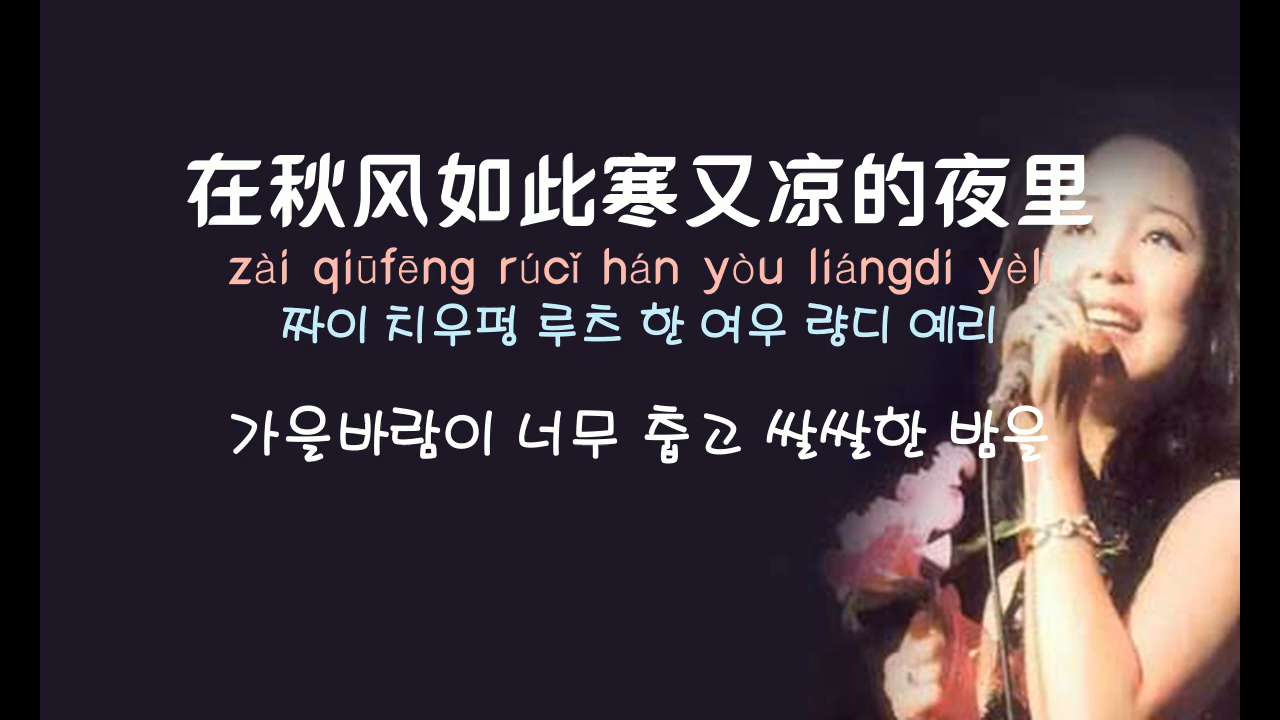 在秋风如此寒又凉的夜里
zài qiūfēng rúcǐ hán yòu liángdi yèlǐ
짜이 치우펑 루츠 한 여우 량디 예리
가을바람이 너무 춥고 쌀쌀한 밤을